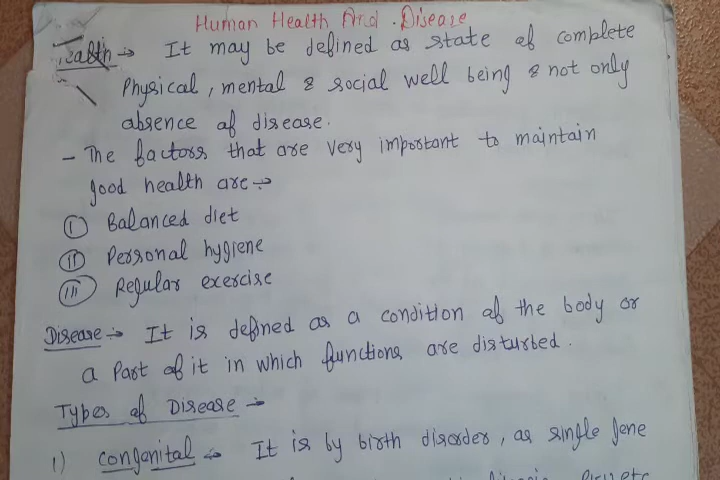 Human Health And Disease
Health → It may be defined as state of complete
Physical, mental & social well being & not only
absence of disease.
- The factors that are very important to maintain
good health are :→
(i) Balanced diet
(ii) Personal hygiene
(iii) Regular exercise
Disease :→ It is defined as a condition of the body or
a Part of it in which functions are disturbed.
Types of Disease :→
1) Congenital :→ It is by birth disorder, as single gene